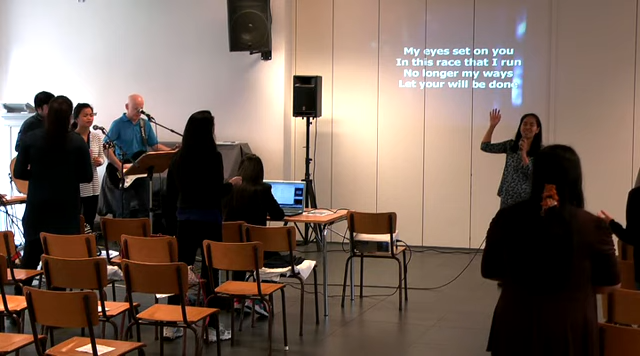 My eyes set on you
In this race that I run
No longer my ways
Let your will be done